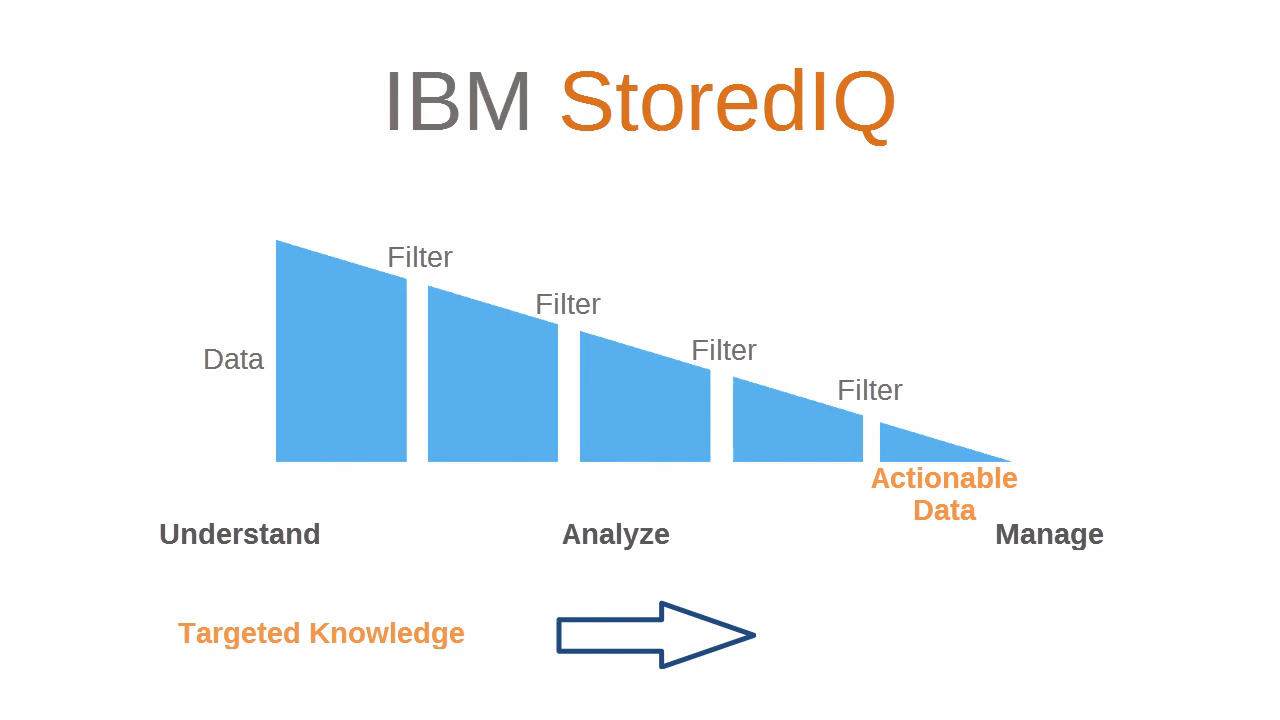 IBM StoredIQ
Filter
Filter
Filter
Data
Filter
Actionable
Data
Understand
Analyze
Manage
Targeted Knowledge